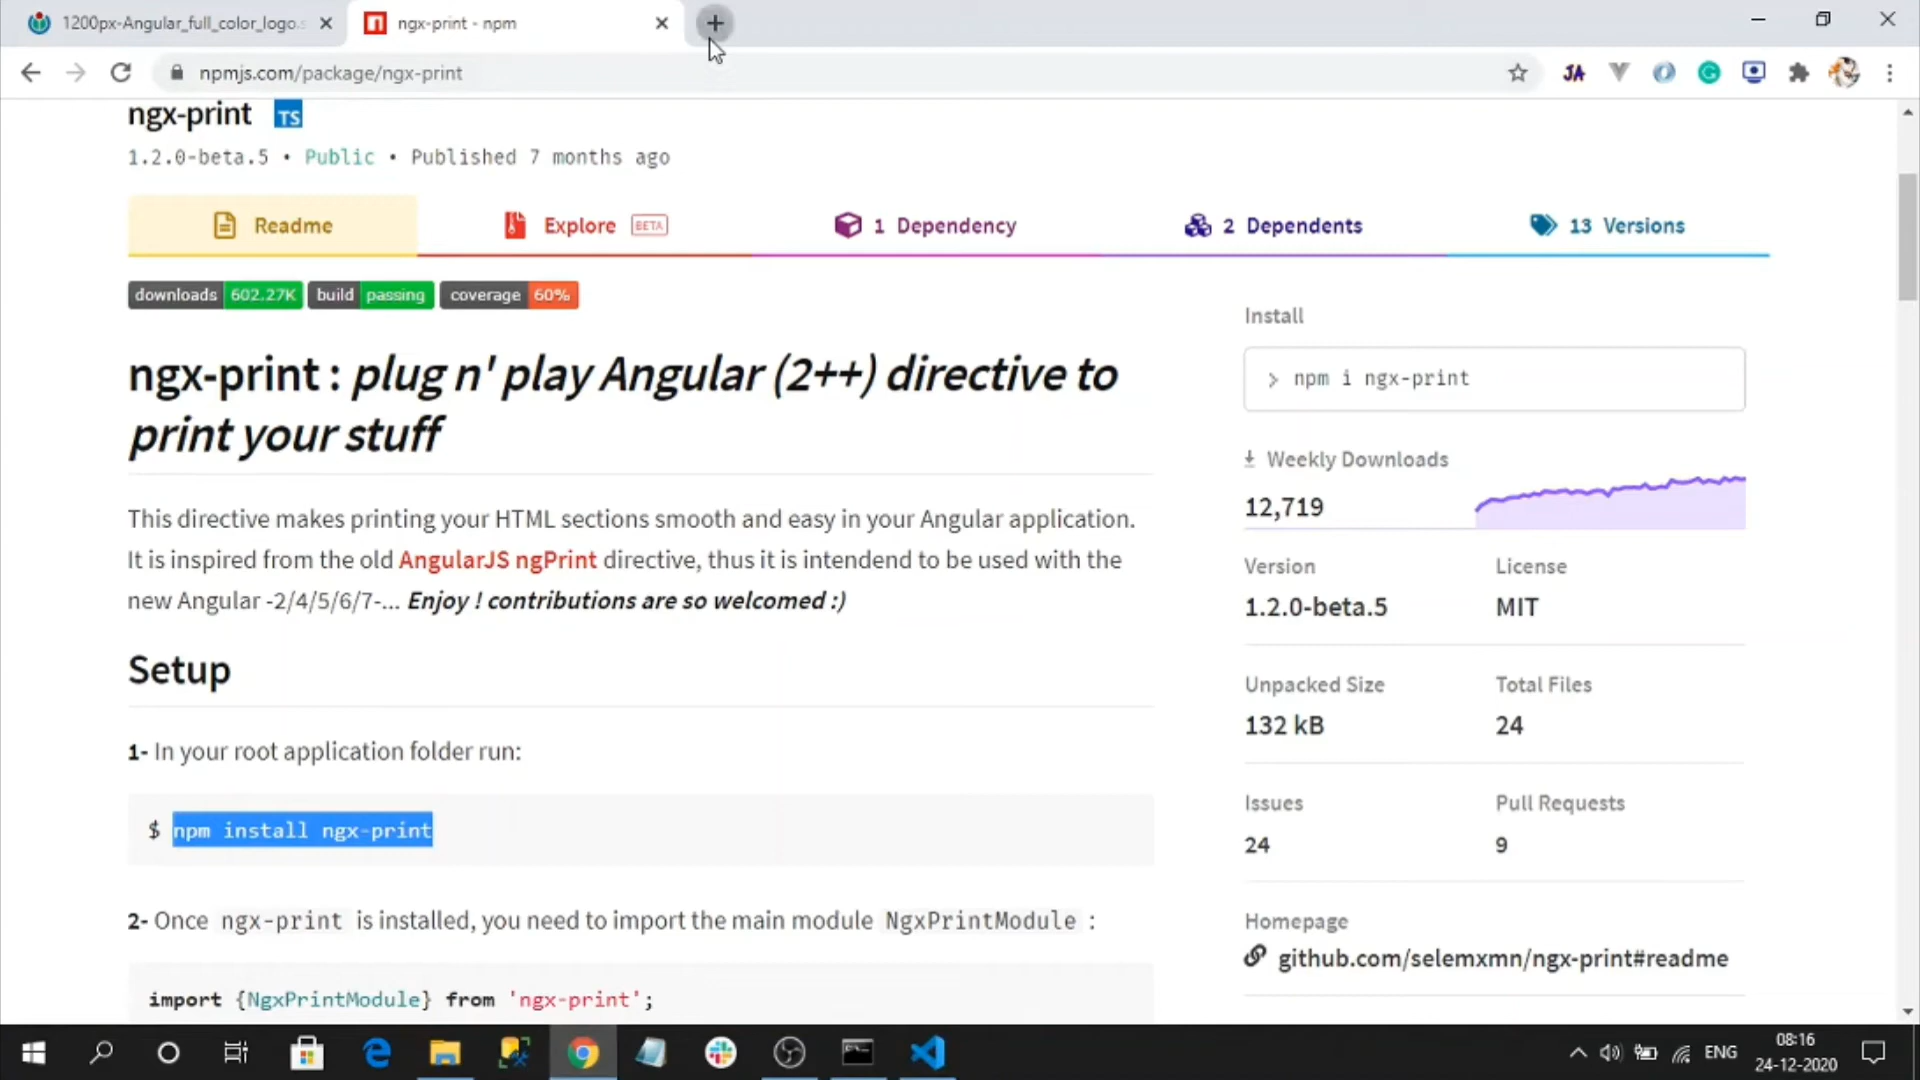 1200px-Angular_full_color_logo.s
ngx-print - npm
npmjs.com/package/ngx-print
JA
ngx-print TS
1.2.0-beta.5 • Public • Published 7 months ago
Readme
Explore BETA
1 Dependency
2 Dependents
13 Versions
downloads 602.27K build passing coverage 60%
ngx-print : plug n' play Angular (2++) directive to
print your stuff
This directive makes printing your HTML sections smooth and easy in your Angular application.
It is inspired from the old AngularJS ngPrint directive, thus it is intendend to be used with the
new Angular -2/4/5/6/7-... Enjoy ! contributions are so welcomed :)
Setup
1- In your root application folder run:
$ npm install ngx-print
2- Once ngx-print is installed, you need to import the main module NgxPrintModule :
import {NgxPrintModule} from 'ngx-print';
Install
> npm i ngx-print
Weekly Downloads
12,719
Version
1.2.0-beta.5
License
MIT
Unpacked Size
132 kB
Total Files
24
Issues
24
Pull Requests
9
Homepage
github.com/selemxmn/ngx-print#readme
ENG
08:16
24-12-2020